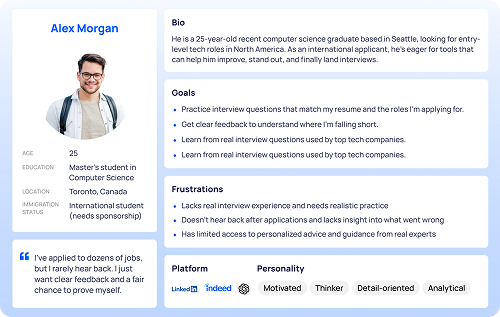 Alex Morgan
AGE 25
EDUCATION Master's student in
Computer Science
LOCATION Toronto, Canada
IMMIGRATION
STATUS International student
(needs sponsorship)
I've applied to dozens of jobs,
but I rarely hear back. I just
want clear feedback and a fair
chance to prove myself.
Bio
He is a 25-year-old recent computer science graduate based in Seattle, looking for entry-
level tech roles in North America. As an international applicant, he's eager for tools that
can help him improve, stand out, and finally land interviews.
Goals
• Practice interview questions that match my resume and the roles I'm applying for.
• Get clear feedback to understand where I'm falling short.
• Learn from real interview questions used by top tech companies.
• Learn from real interview questions used by top tech companies.
Frustrations
• Lacks real interview experience and needs realistic practice
• Doesn't hear back after applications and lacks insight into what went wrong
• Has limited access to personalized advice and guidance from real experts
Platform
LinkedIn indeed
Personality
Motivated Thinker Detail-oriented Analytical